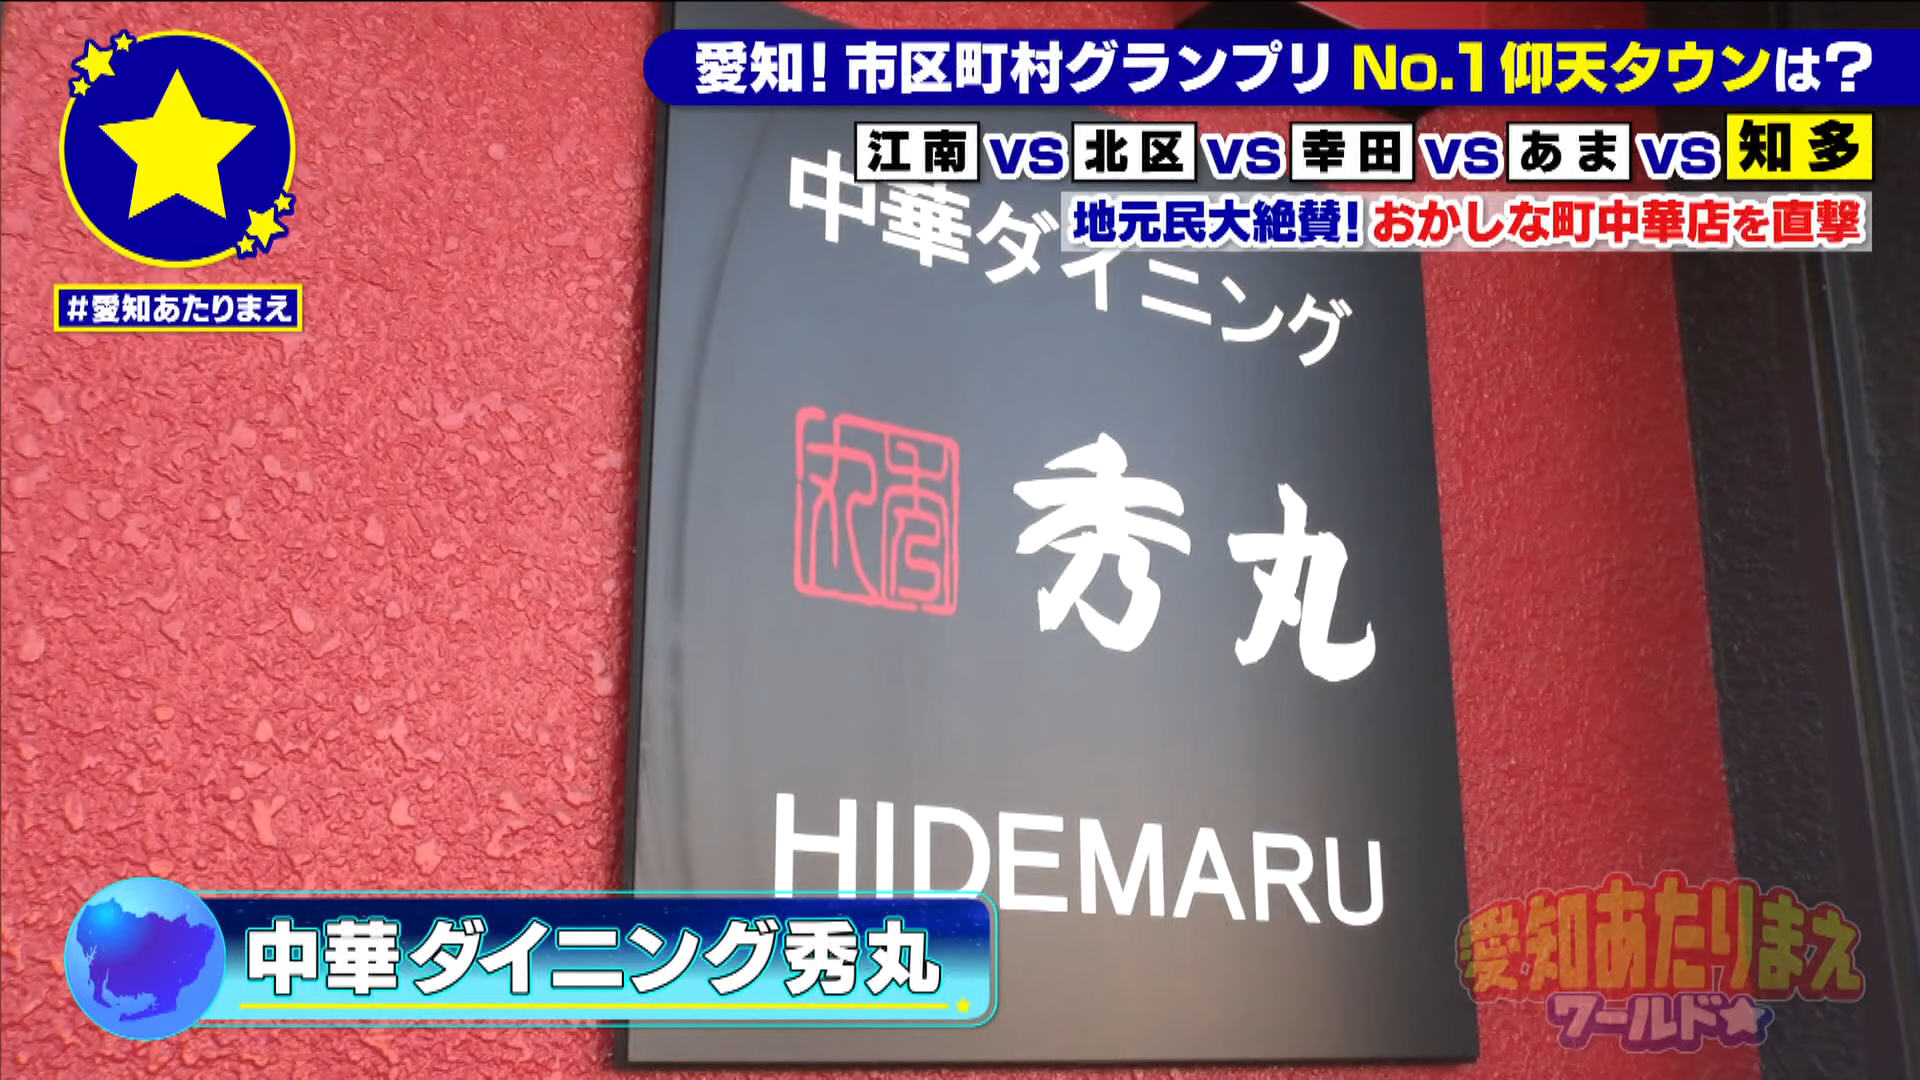 愛知！市区町村グランプリ No.1仰天タウンは？
江南 VS 北区 VS 幸田 VS あま VS 知多
地元民大絶賛！おかしな町中華店を直撃
#愛知あたりまえ
中華ダイニング
秀丸
秀丸
HIDEMARU
中華ダイニング秀丸
愛知あたりまえ
ワールド☆